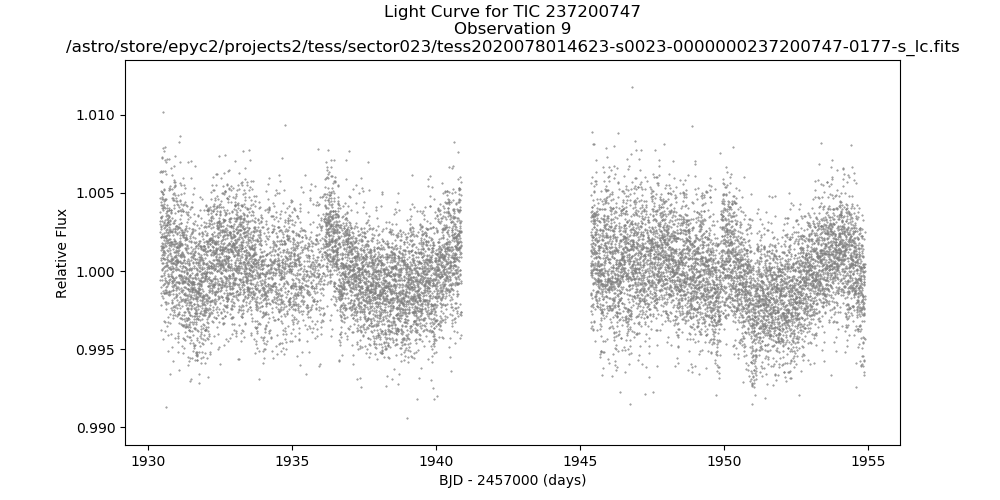 Light Curve for TIC 237200747
Observation 9
/astro/store/epyc2/projects2/tess/sector023/tess2020078014623-s0023-0000000237200747-0177-s_lc.fits
1.010
1.005
1.000
0.995
0.990
Relative Flux
1930 1935 1940 1945 1950 1955
BJD - 2457000 (days)